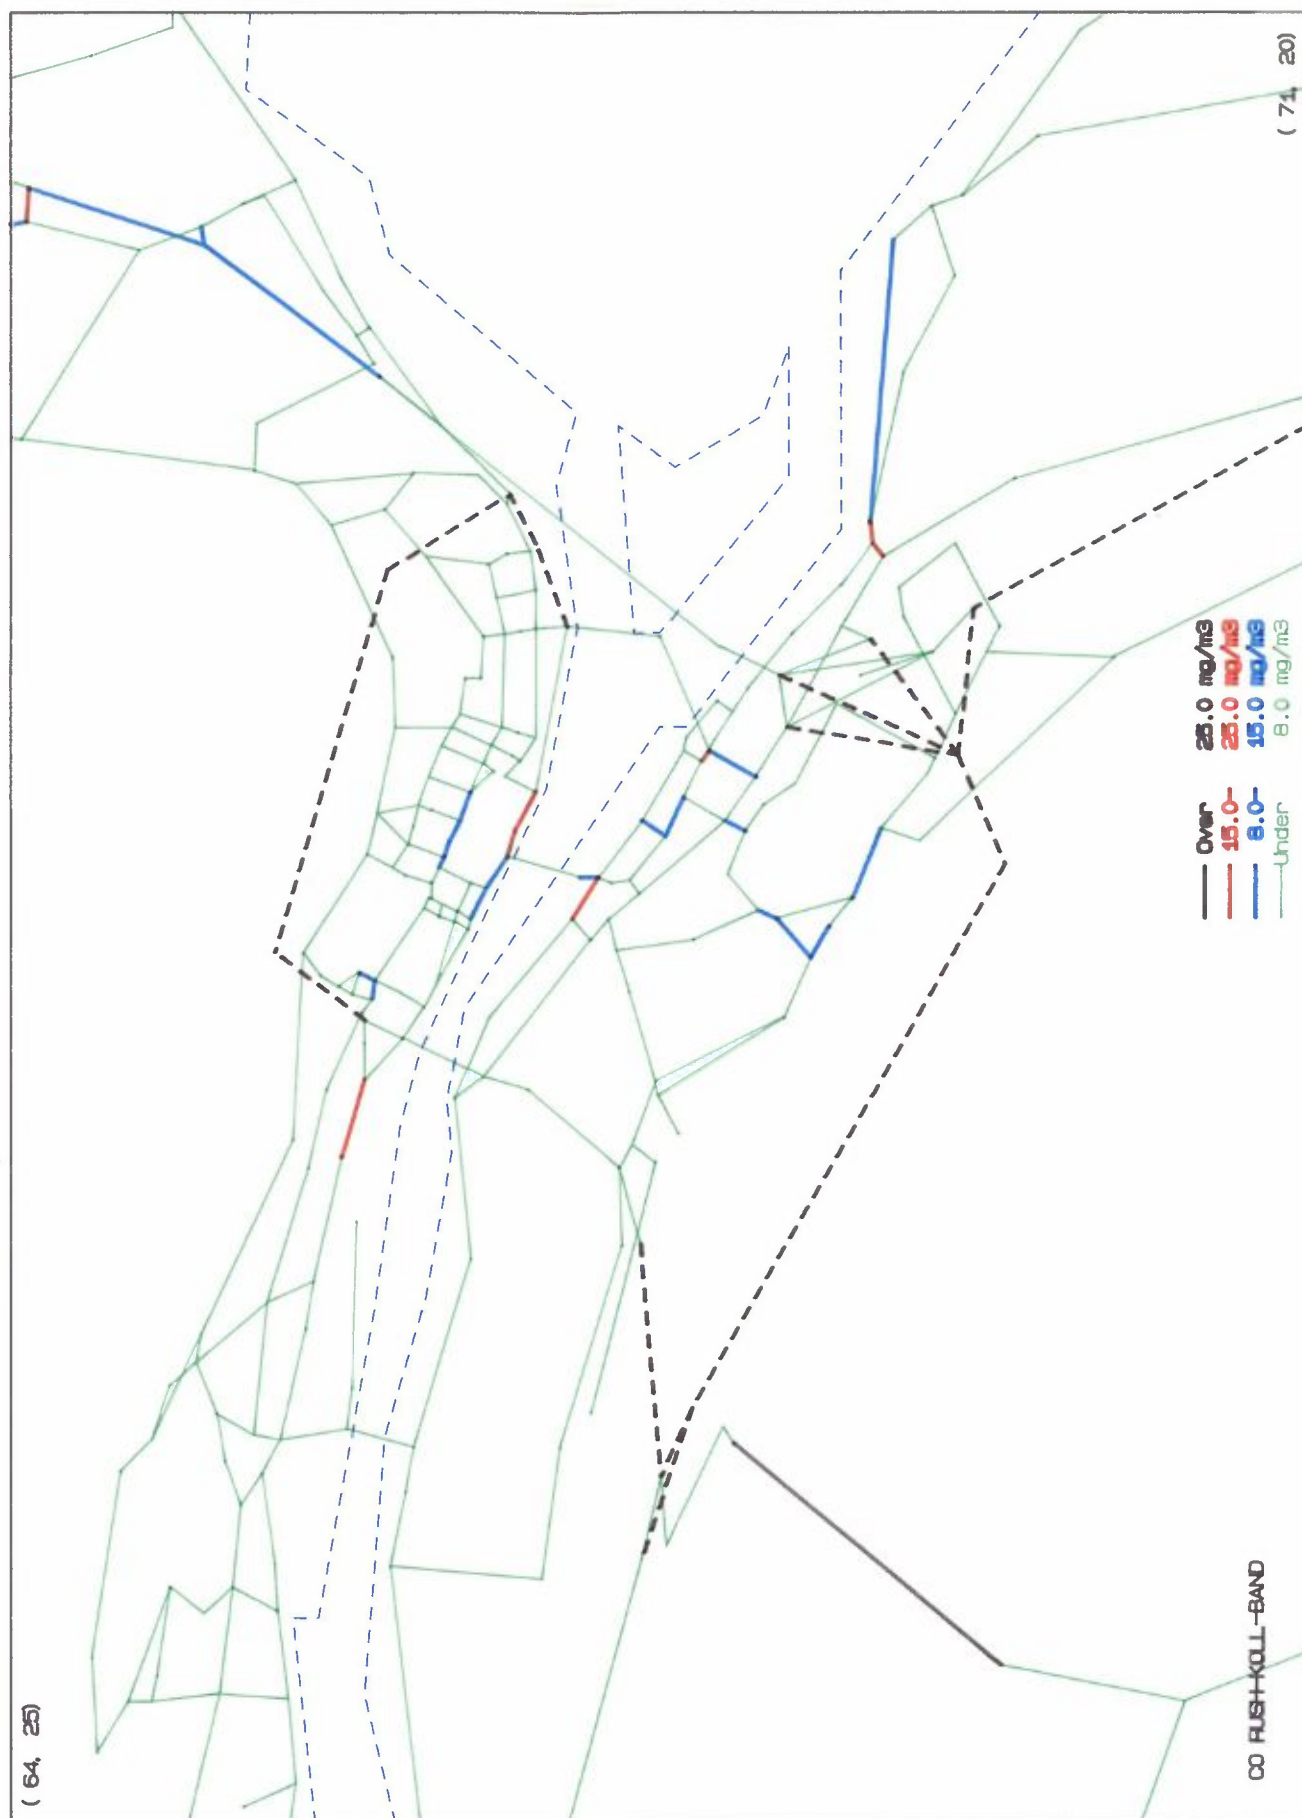 ( 64, 25)
Over 25.0 mg/m3
15.0- 25.0 mg/m3
8.0- 15.0 mg/m3
Under 8.0 mg/m3
CO RUSH-KOLL-BAND
( 71, 20)